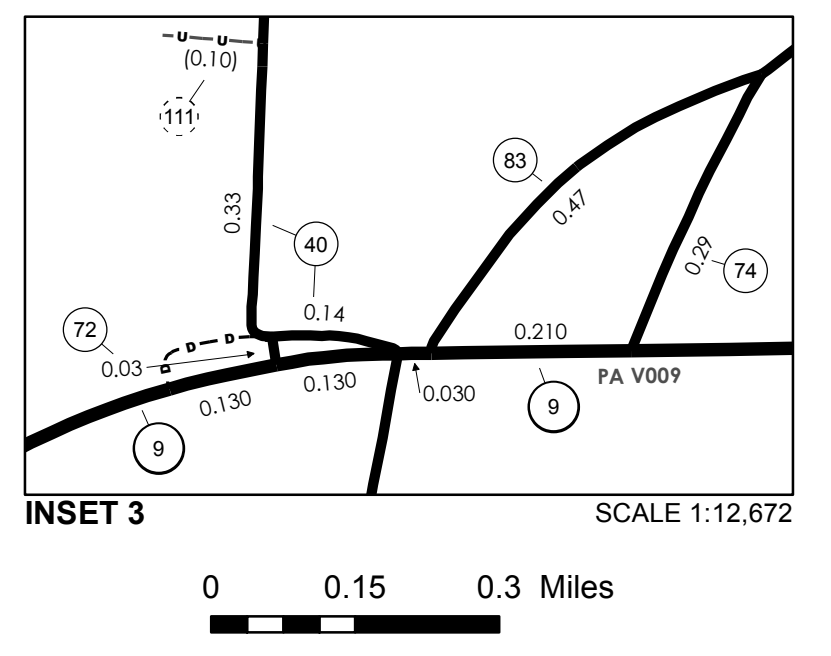 U U
(0.10)
111
83
0.47
0.33
40
0.29
74
0.14
72
D D
0.210
0.03
D
PA V009
0.130
0.130
0.030
9
9
INSET 3
SCALE 1:12,672
0 0.15 0.3 Miles